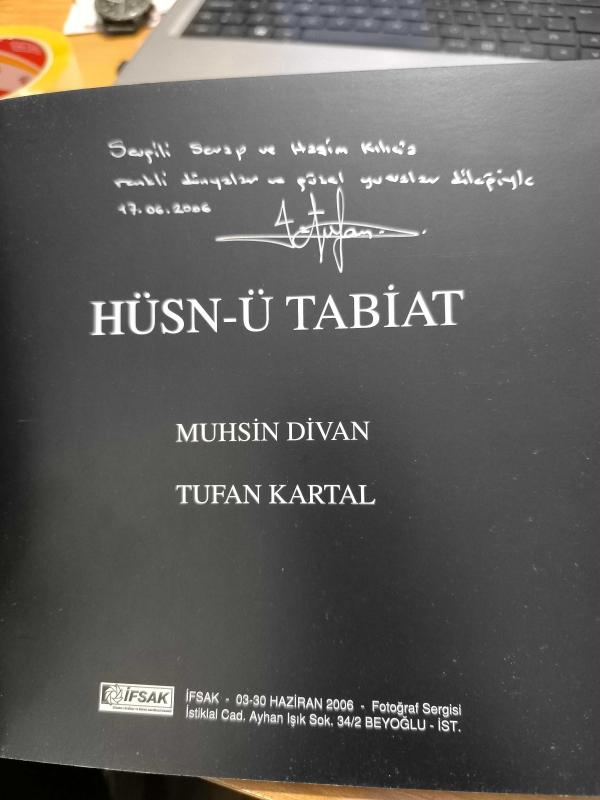 Sevgili Serap ve Haşim Kılıç'a
renkli dünyalar ve güzel yuvalar dileğiyle
17.06.2006
HÜSN-Ü TABİAT
MUHSİN DİVAN
TUFAN KARTAL
İFSAK
İFSAK - 03-30 HAZİRAN 2006 - Fotoğraf Sergisi
İstiklal Cad. Ayhan Işık Sok. 34/2 BEYOĞLU - İST.